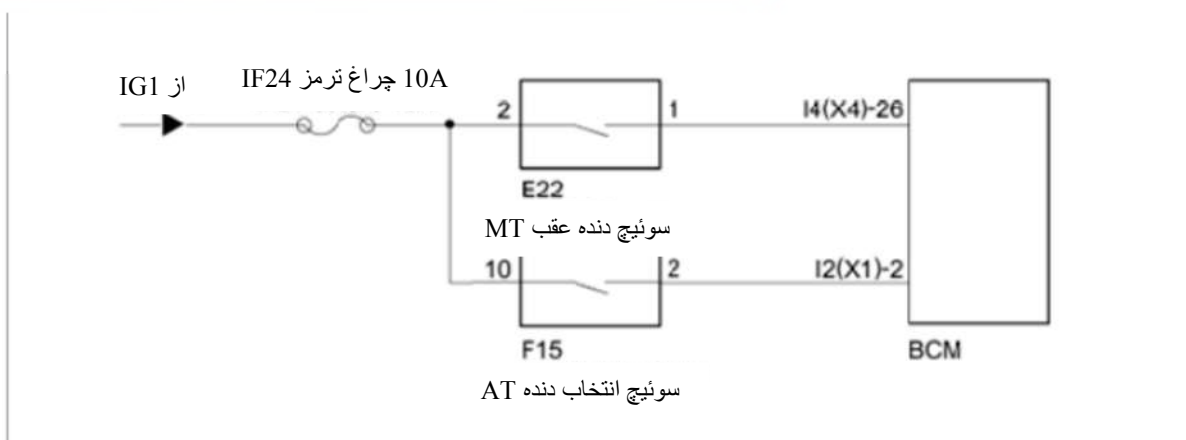 از IG1
10A چراغ ترمز IF24
2
1
I4(X4)-26
E22
سوئیچ دنده عقب MT
10
2
I2(X1)-2
F15
BCM
سوئیچ انتخاب دنده AT